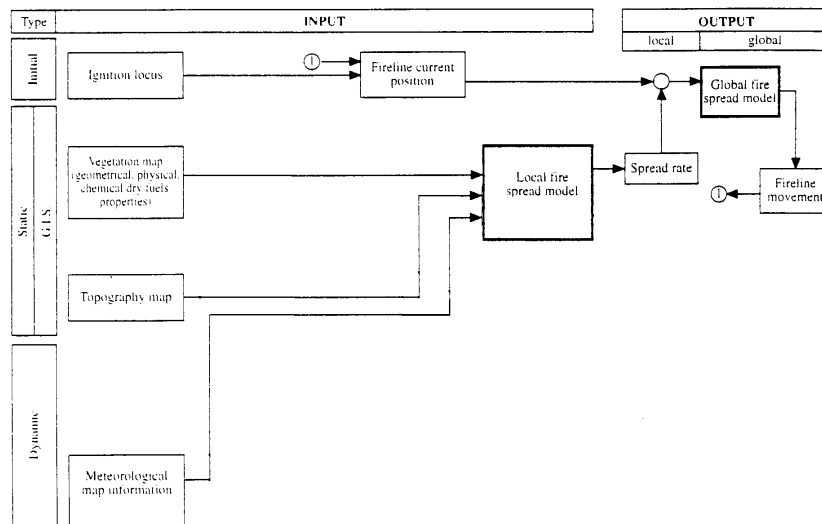 Type
INPUT
OUTPUT
local
global
Initial
Ignition locus
1
Fireline current
position
Global fire
spread model
Static
G I S
Vegetation map
(geometrical, physical,
chemical dry fuels
properties)
Local fire
spread model
Spread rate
1
Fireline
movement
Topography map
Dynamic
Meteorological
map information